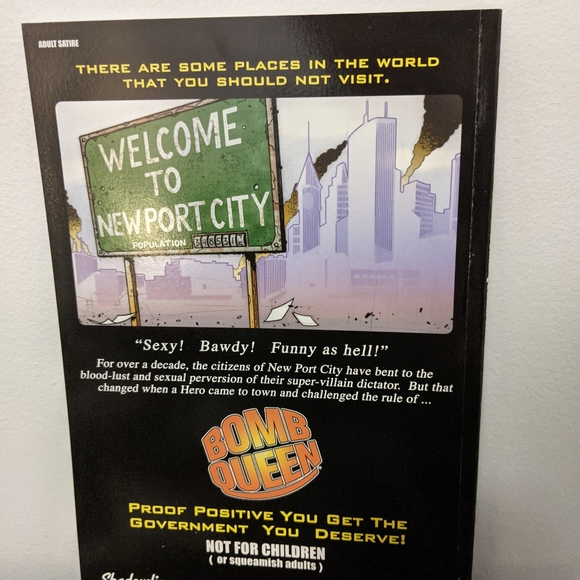 ADULT SATIRE
THERE ARE SOME PLACES IN THE WORLD
THAT YOU SHOULD NOT VISIT.
WELCOME
TO
NEW PORT CITY
POPULATION
"Sexy! Bawdy! Funny as hell!"
For over a decade, the citizens of New Port City have bent to the
blood-lust and sexual perversion of their super-villain dictator. But that
changed when a Hero came to town and challenged the rule of ...
BOMB
QUEEN
PROOF POSITIVE YOU GET THE
GOVERNMENT YOU DESERVE!
NOT FOR CHILDREN
( or squeamish adults )